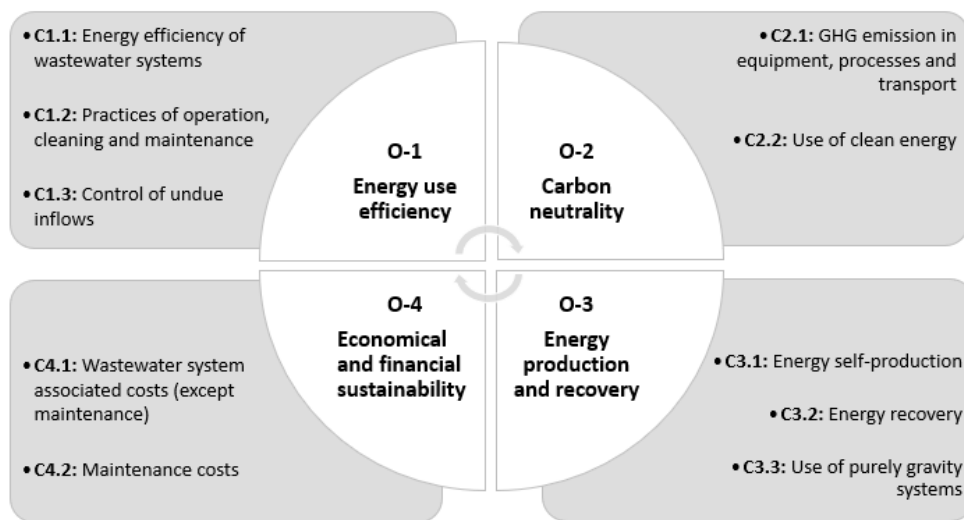 • C1.1: Energy efficiency of
wastewater systems
• C1.2: Practices of operation,
cleaning and maintenance
• C1.3: Control of undue
inflows
O-1
Energy use
efficiency
• C2.1: GHG emission in
equipment, processes and
transport
• C2.2: Use of clean energy
O-2
Carbon
neutrality
• C4.1: Wastewater system
associated costs (except
maintenance)
• C4.2: Maintenance costs
O-4
Economical
and financial
sustainability
O-3
Energy
production
and recovery
• C3.1: Energy self-production
• C3.2: Energy recovery
• C3.3: Use of purely gravity
systems